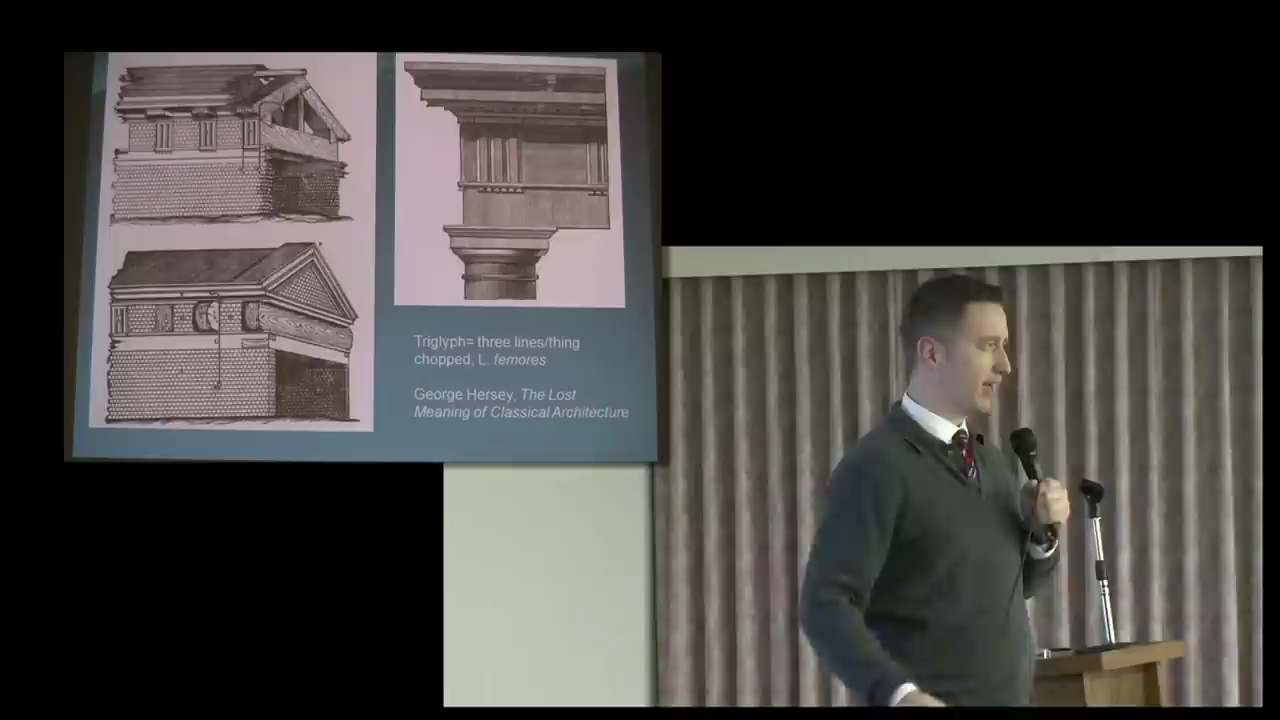 Triglyph= three lines/thing
chopped, L. femores
George Hersey, The Lost
Meaning of Classical Architecture